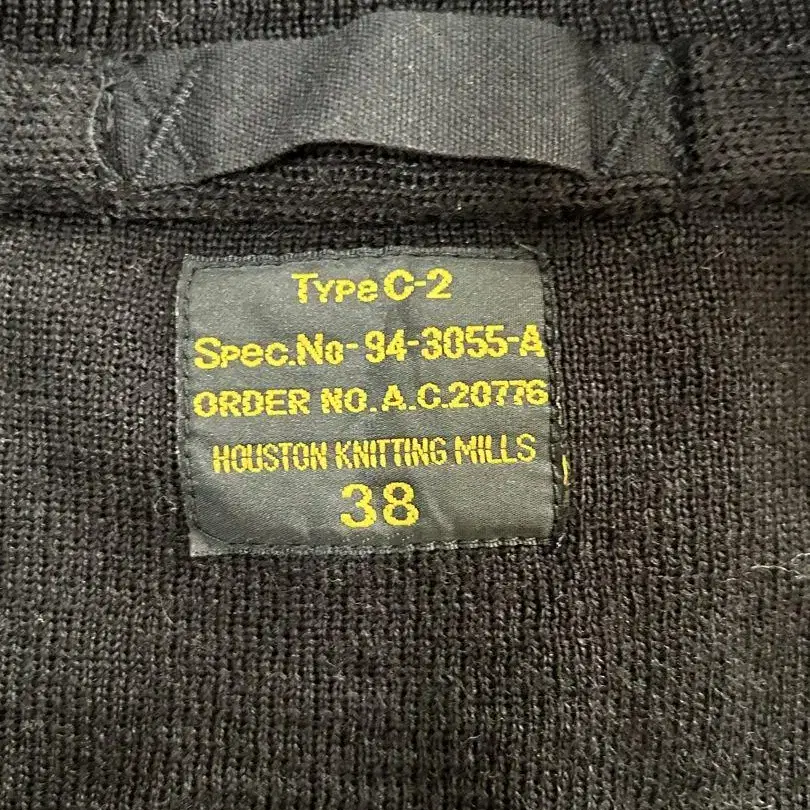 Type C-2
Spec.No-94-3055-A
ORDER NO.A.C.20776
HOUSTON KNITTING MILLS
38